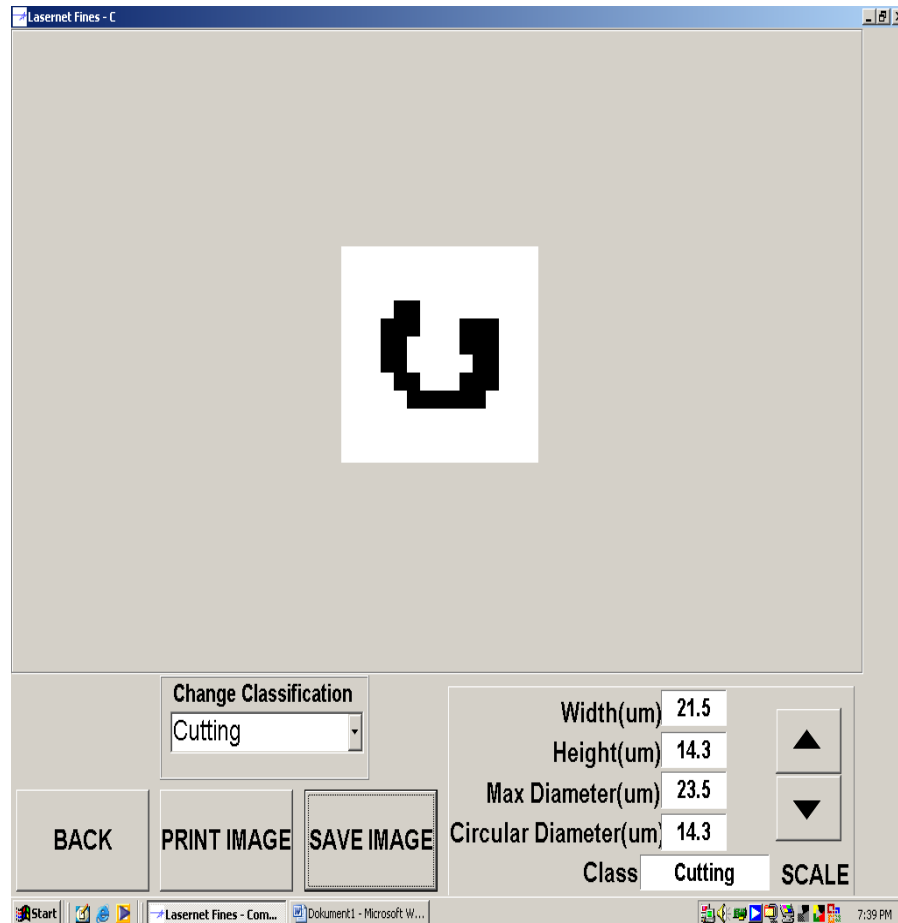 Lasernet Fines - C
Change Classification
Cutting
Width(um) 21.5
Height(um) 14.3
Max Diameter(um) 23.5
Circular Diameter(um) 14.3
Class Cutting
SCALE
BACK
PRINT IMAGE
SAVE IMAGE
Start
Lasernet Fines - Com...
Dokument1 - Microsoft W...
7:39 PM